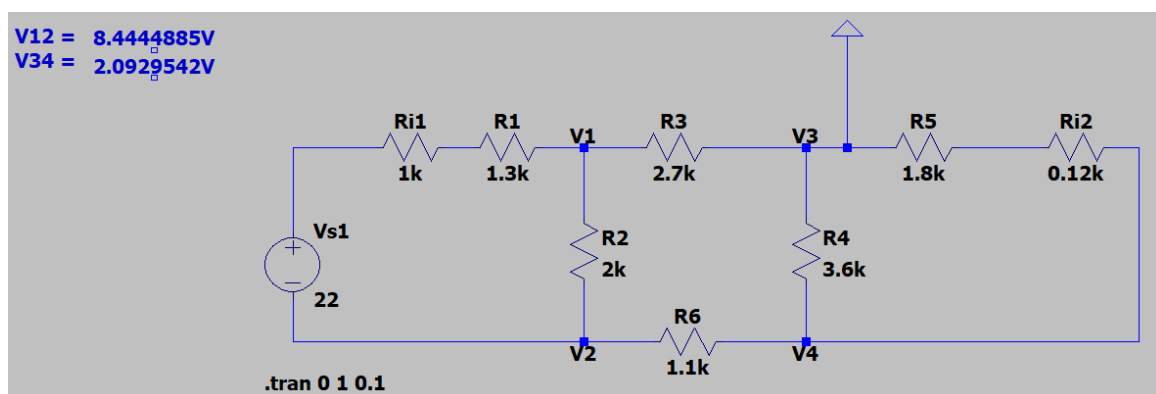 V12 = 8.4444885V
V34 = 2.0929542V
Ri1 R1 V1 R3 V3 R5 Ri2
1k 1.3k 2.7k 1.8k 0.12k
Vs1 R2 R4
2k 3.6k
22
R6
V2 V4
1.1k
.tran 0 1 0.1